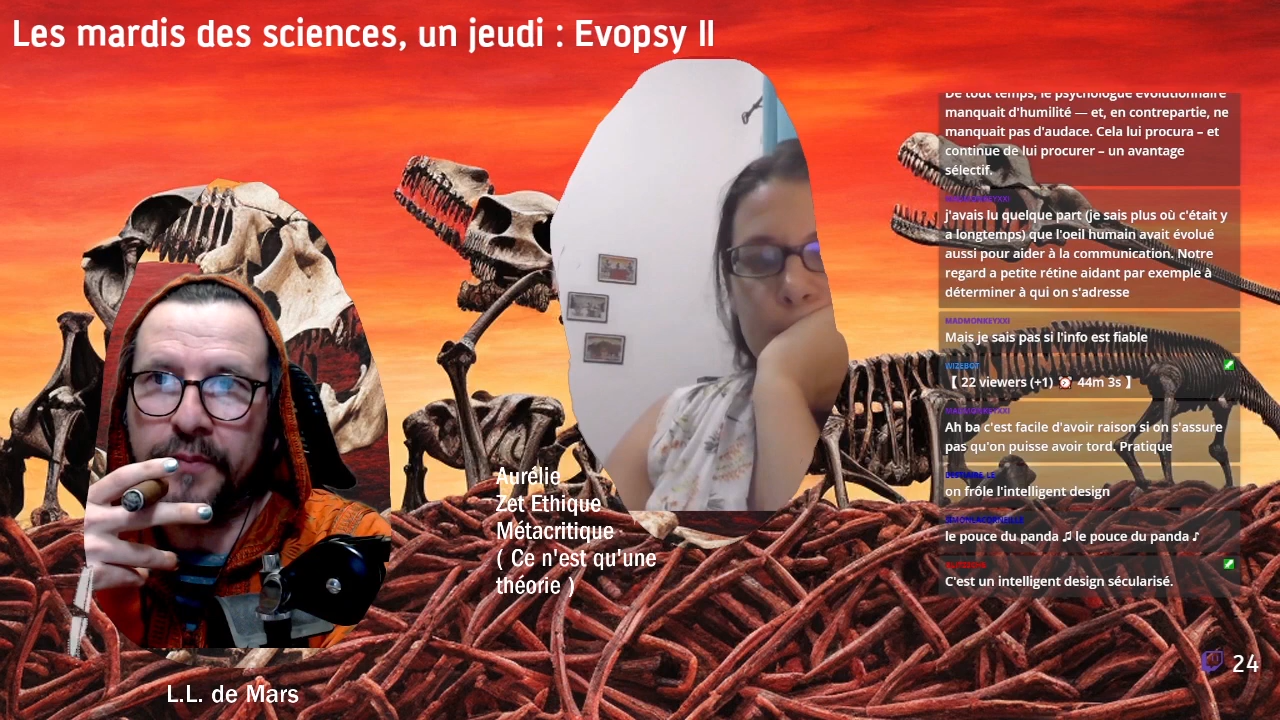 Les mardis des sciences, un jeudi : Evopsy II
De tout temps, le psychologue évolutionnaire
manquait d'humilité — et, en contrepartie, ne
manquait pas d'audace. Cela lui procura – et
continue de lui procurer – un avantage
sélectif.
MADMONKEYXXI
j'avais lu quelque part (je sais plus où c'était y
a longtemps) que l'oeil humain avait évolué
aussi pour aider à la communication. Notre
regard a petite rétine aidant par exemple à
déterminer à qui on s'adresse
MADMONKEYXXI
Mais je sais pas si l'info est fiable
WIZEBOT
【 22 viewers (+1) ⏰ 44m 3s 】
MADMONKEYXXI
Ah ba c'est facile d'avoir raison si on s'assure
pas qu'on puisse avoir tord. Pratique
BESTIAIRE_LE
on frôle l'intelligent design
SIMONLACORNEILLE
le pouce du panda ♫ le pouce du panda ♪
C'est un intelligent design sécularisé.
Aurélie
Zet Ethique
Métacritique
( Ce n'est qu'une
théorie )
24
L.L. de Mars